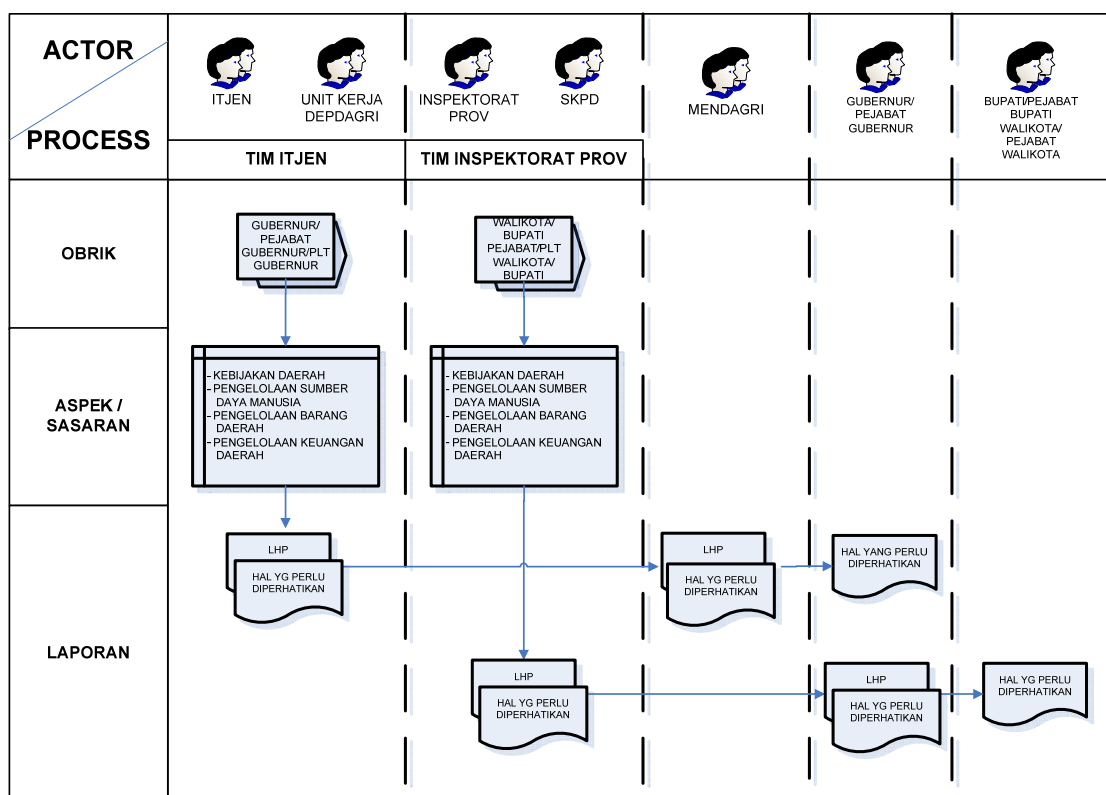 ACTOR
PROCESS
ITJEN
UNIT KERJA
DEPDAGRI
INSPEKTORAT
PROV
SKPD
MENDAGRI
GUBERNUR/
PEJABAT
GUBERNUR
BUPATI/PEJABAT
BUPATI
WALIKOTA/
PEJABAT
WALIKOTA
TIM ITJEN
TIM INSPEKTORAT PROV
OBRIK
GUBERNUR/
PEJABAT
GUBERNUR/PLT
GUBERNUR
WALIKOTA/
BUPATI
PEJABAT/PLT
WALIKOTA/
BUPATI
ASPEK /
SASARAN
- KEBIJAKAN DAERAH
- PENGELOLAAN SUMBER
DAYA MANUSIA
- PENGELOLAAN BARANG
DAERAH
- PENGELOLAAN KEUANGAN
DAERAH
- KEBIJAKAN DAERAH
- PENGELOLAAN SUMBER
DAYA MANUSIA
- PENGELOLAAN BARANG
DAERAH
- PENGELOLAAN KEUANGAN
DAERAH
LAPORAN
LHP
HAL YG PERLU
DIPERHATIKAN
LHP
HAL YG PERLU
DIPERHATIKAN
HAL YANG PERLU
DIPERHATIKAN
LHP
HAL YG PERLU
DIPERHATIKAN
LHP
HAL YG PERLU
DIPERHATIKAN
HAL YG PERLU
DIPERHATIKAN